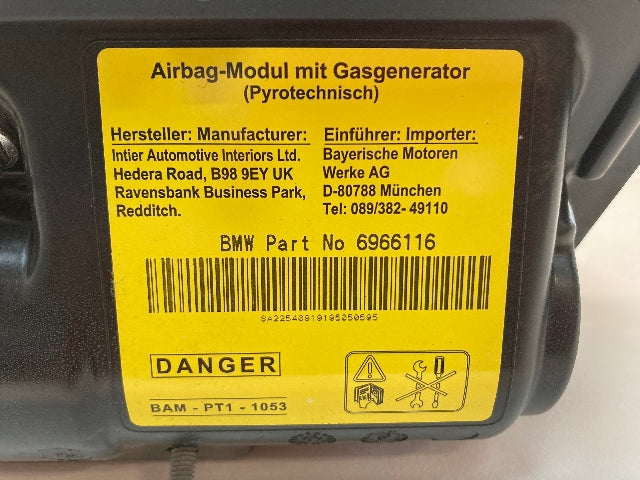 Airbag-Modul mit Gasgenerator
(Pyrotechnisch)
Hersteller: Manufacturer:
Intier Automotive Interiors Ltd.
Hedera Road, B98 9EY UK
Ravensbank Business Park,
Redditch.
Einführer: Importer:
Bayerische Motoren
Werke AG
D-80788 München
Tel: 089/382- 49110
BMW Part No 6966116
SA22540919195050595
DANGER
BAM - PT1 - 1053